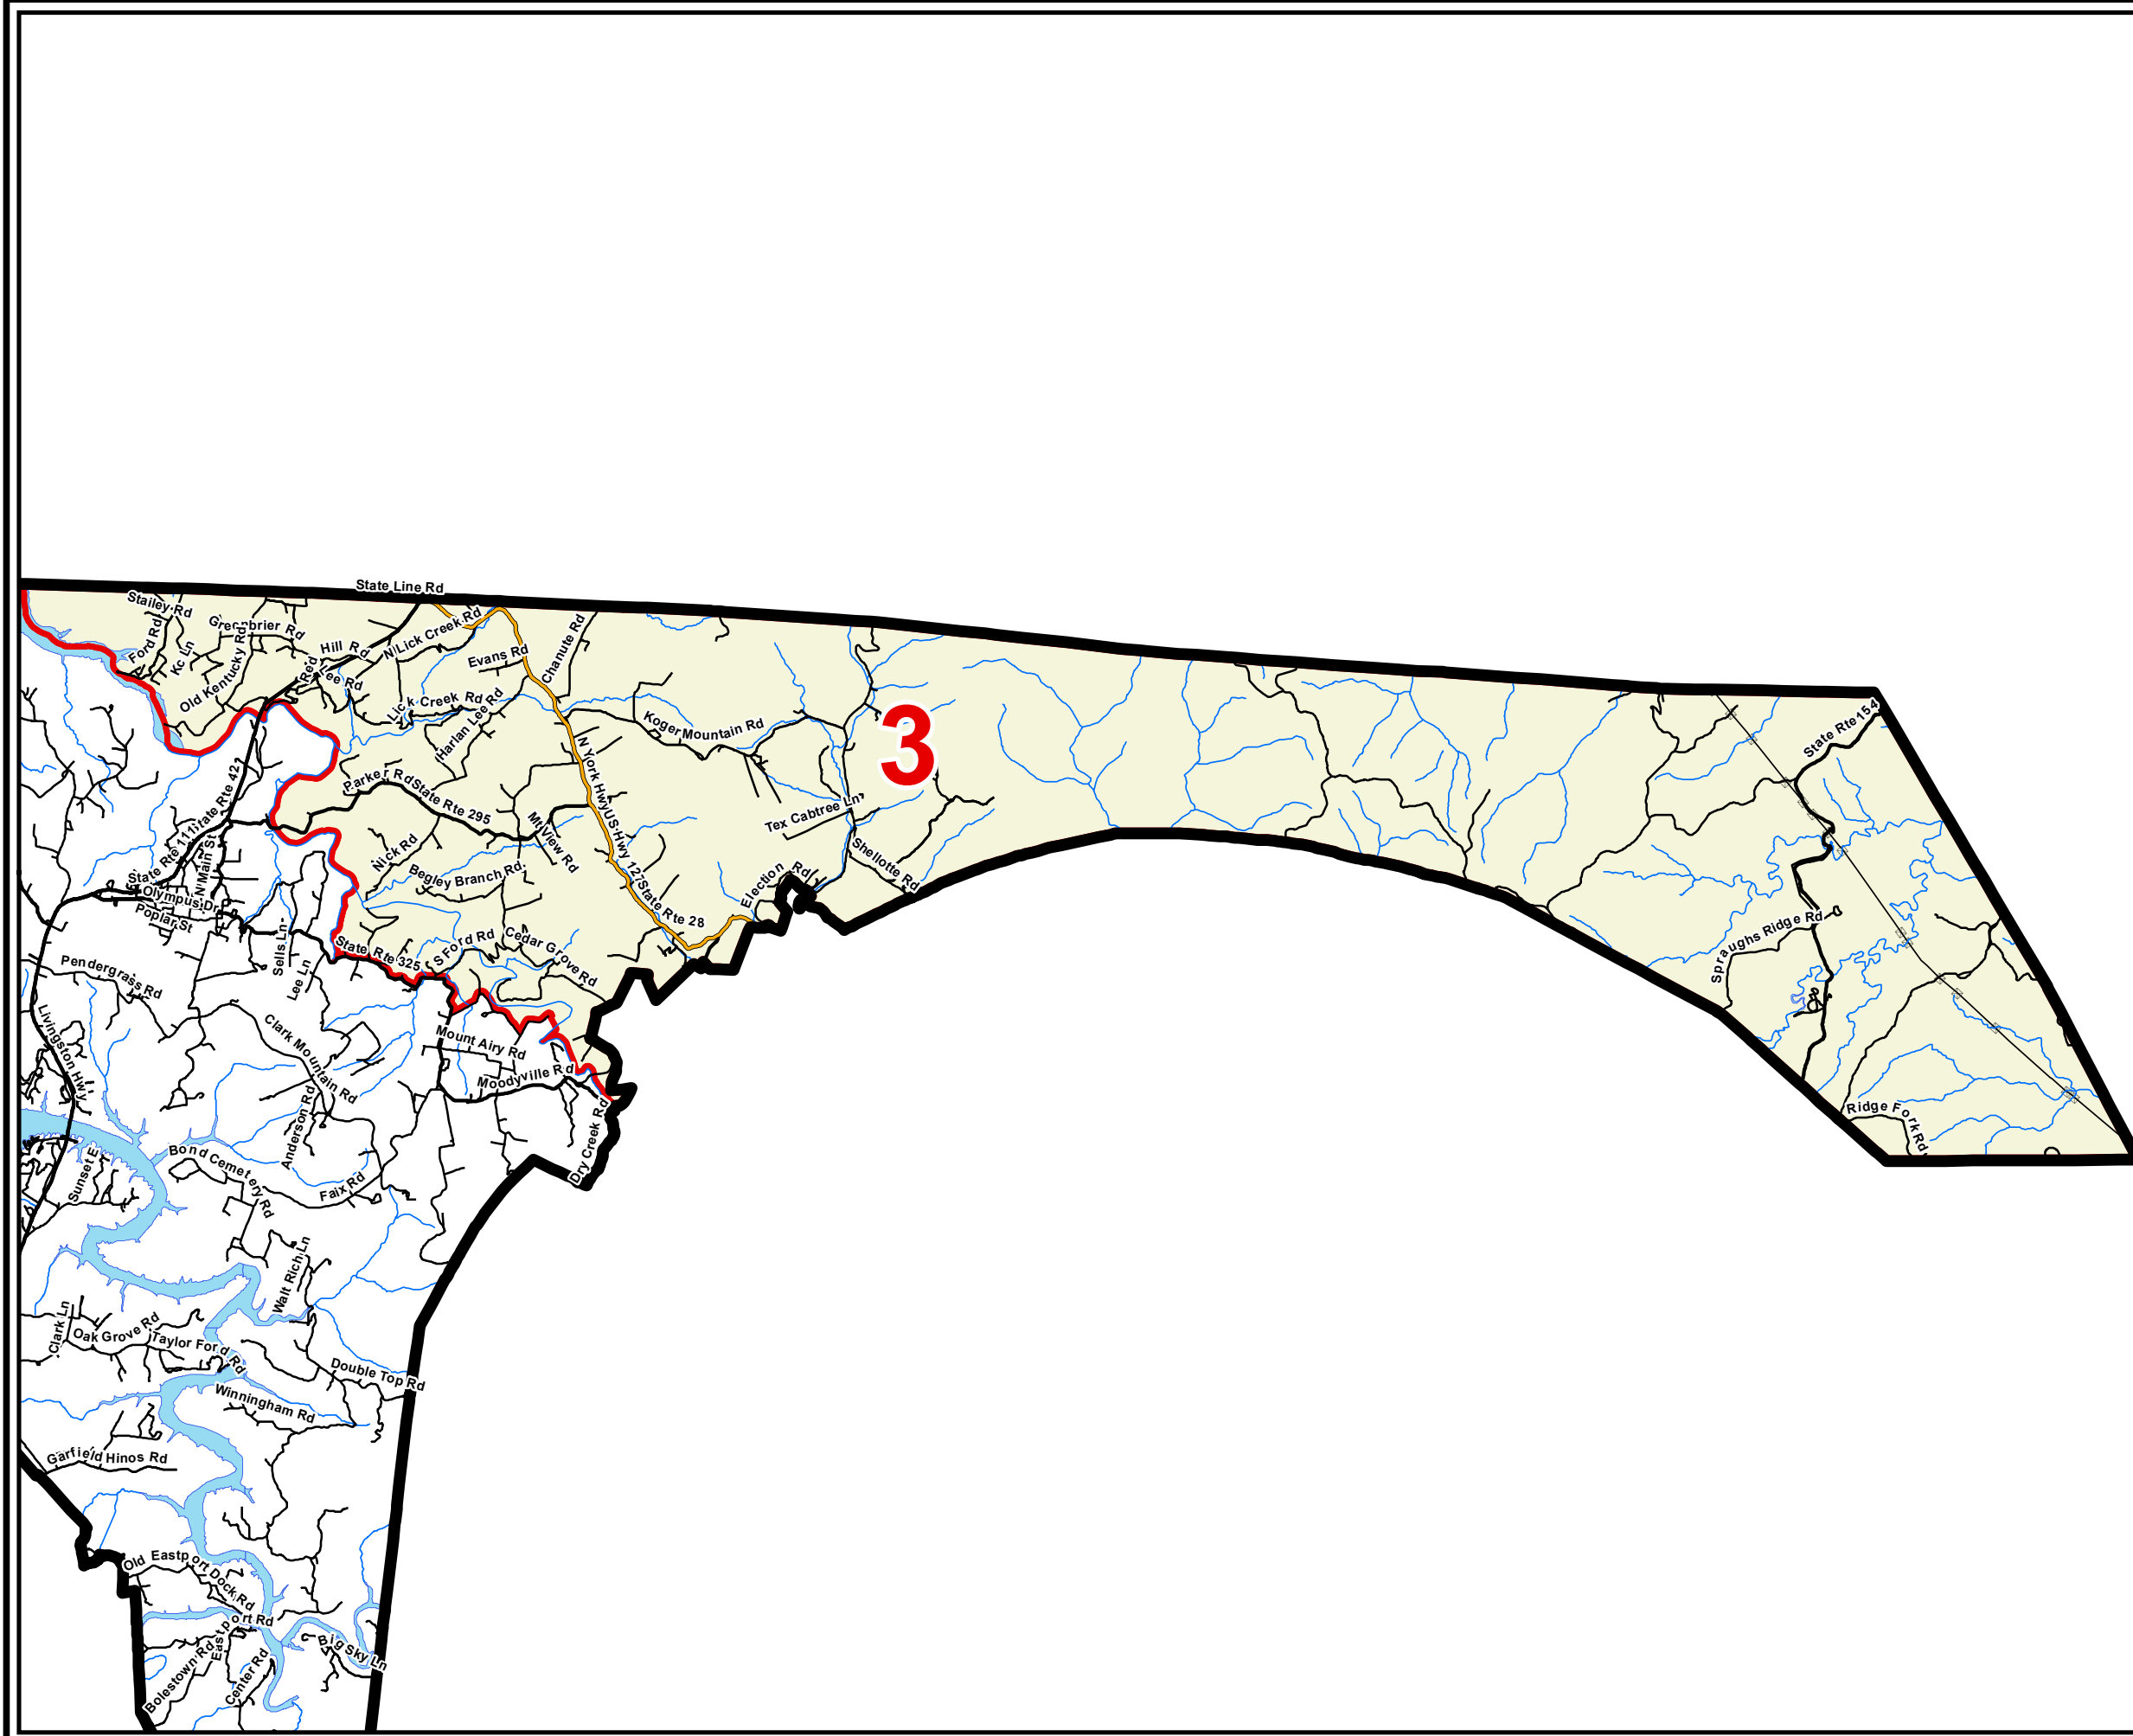 State Line Rd
Stailey Rd
Greenbrier Rd
Ford Rd
Kc Ln
Old Kentucky Rd
Red
Hill Rd
Lee Rd
N Lick Creek Rd
Evans Rd
Chanute Rd
Lick Creek Rd
Harlan Lee Rd
Koger Mountain Rd
3
State Rte 154
N York Hwy
US Hwy 127
State Rte 28
Parker Rd
State Rte 295
Mt View Rd
Tex Cabtree Ln
Shellotte Rd
Nick Rd
Begley Branch Rd
Election Rd
State Rte 42
State Rte 111
N Main St
Olympus Dr
Poplar St
Sells Ln
Lee Ln
State Rte 325
S Ford Rd
Cedar Grove Rd
Spraughs Ridge Rd
Pendergrass Rd
Livingston Hwy
Clark Mountain Rd
Mount Airy Rd
Moodyville Rd
Anderson Rd
Dry Creek Rd
Ridge Fork Rd
Sunset E
Bond Cemetery Rd
Faix Rd
Walt Rich Ln
Clark Ln
Oak Grove Rd
Taylor Ford Rd
Double Top Rd
Winningham Rd
Garfield Hinos Rd
Old Eastport Dock Rd
Eastport Rd
Bolestown Rd
Center Rd
Big Sky Ln